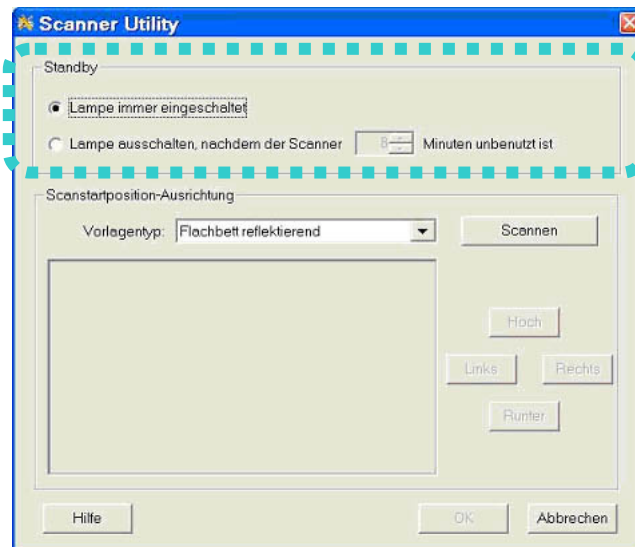 Scanner Utility
Standby
Lampe immer eingeschaltet
Lampe ausschalten, nachdem der Scanner 8 Minuten unbenutzt ist
Scanstartposition-Ausrichtung
Vorlagentyp: Flachbett reflektierend Scannen
Hoch
Links Rechts
Runter
Hilfe OK Abbrechen